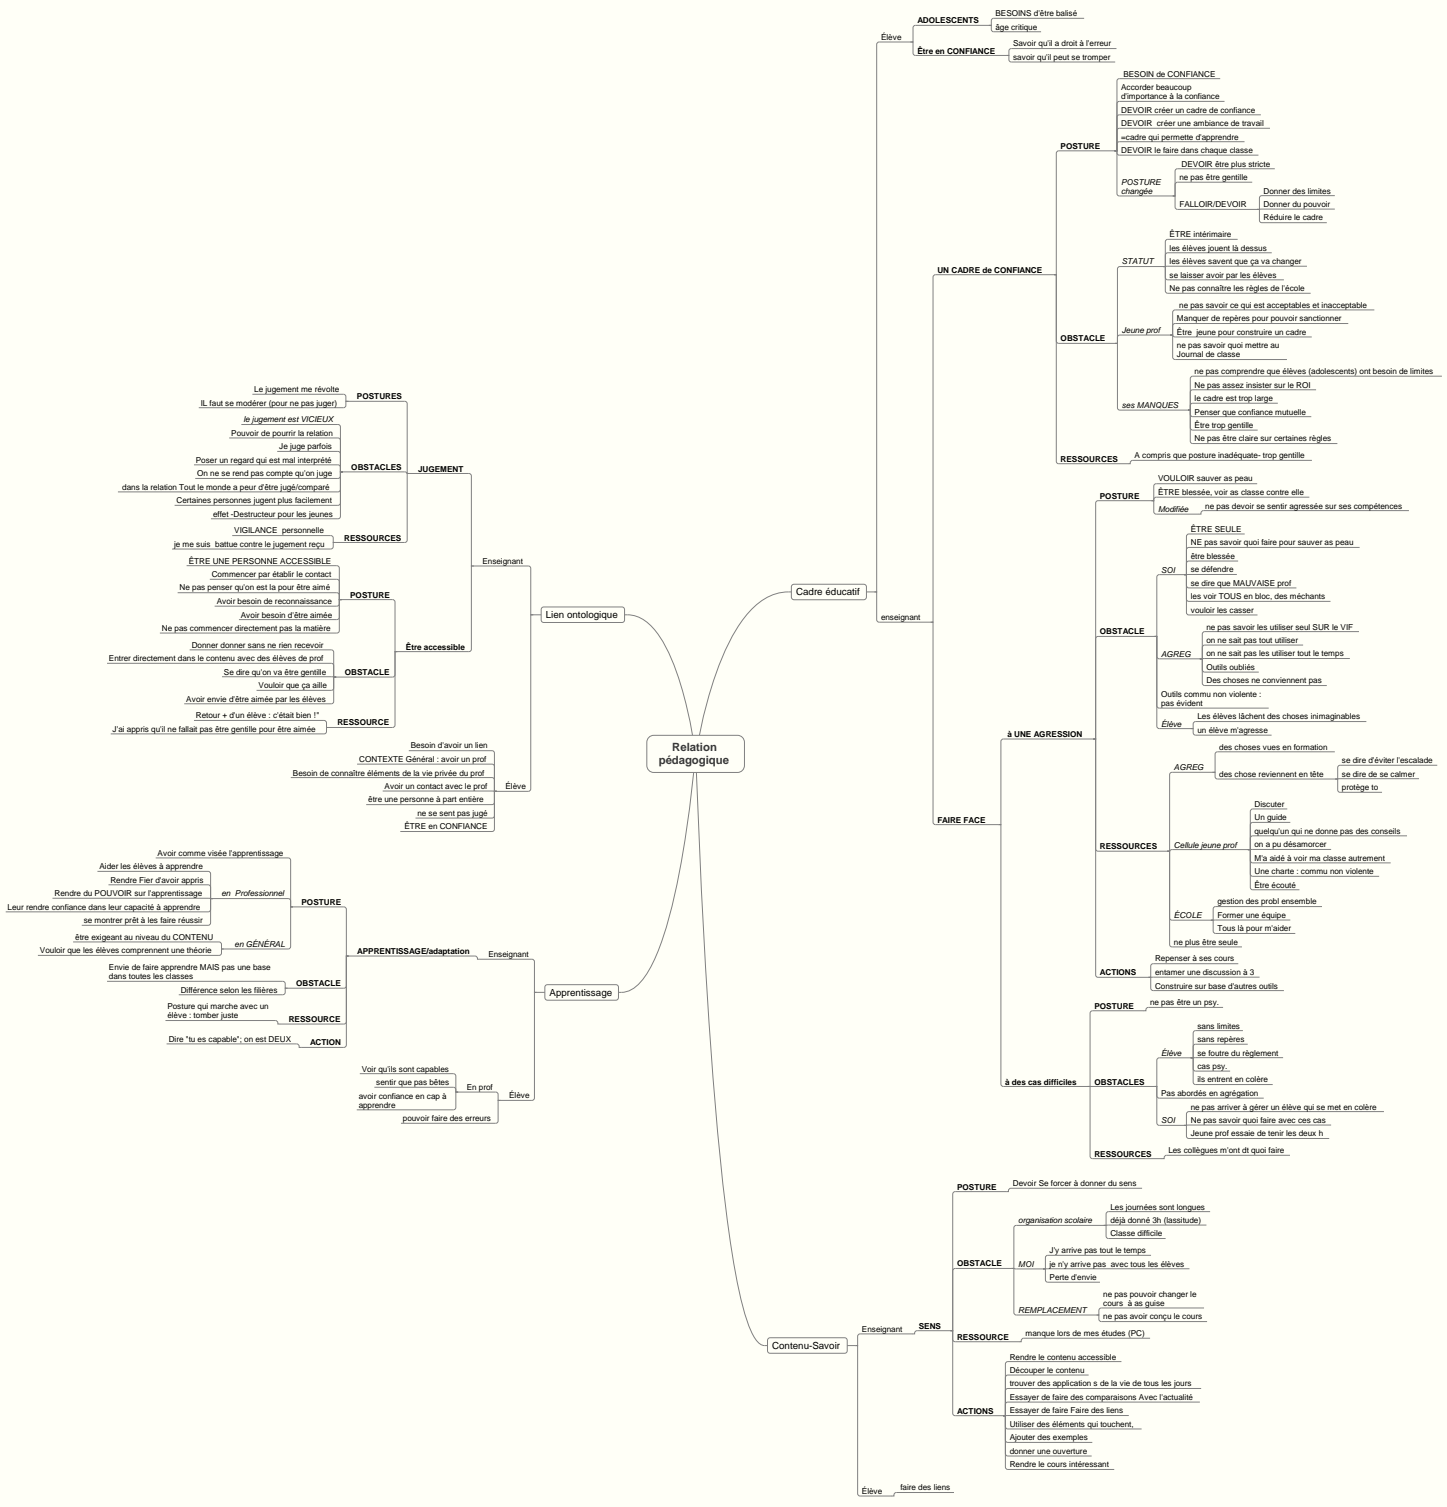 Relation
pédagogique
Cadre éducatif
Élève
ADOLESCENTS
BESOINS d'être balisé
âge critique
Être en CONFIANCE
Savoir qu'il a droit à l'erreur
savoir qu'il peut se tromper
enseignant
UN CADRE de CONFIANCE
POSTURE
BESOIN de CONFIANCE
Accorder beaucoup
d'importance à la confiance
DEVOIR créer un cadre de confiance
DEVOIR créer une ambiance de travail
=cadre qui permette d'apprendre
DEVOIR le faire dans chaque classe
POSTURE
changée
DEVOIR être plus stricte
ne pas être gentille
FALLOIR/DEVOIR
Donner des limites
Donner du pouvoir
Réduire le cadre
OBSTACLE
STATUT
ÊTRE intérimaire
les élèves jouent là dessus
les élèves savent que ça va changer
se laisser avoir par les élèves
Ne pas connaître les règles de l'école
Jeune prof
ne pas savoir ce qui est acceptables et inacceptable
Manquer de repères pour pouvoir sanctionner
Être jeune pour construire un cadre
ne pas savoir quoi mettre au
Journal de classe
ses MANQUES
ne pas comprendre que élèves (adolescents) ont besoin de limites
Ne pas assez insister sur le ROI
le cadre est trop large
Penser que confiance mutuelle
Être trop gentille
Ne pas être claire sur certaines règles
RESSOURCES
A compris que posture inadéquate- trop gentille
FAIRE FACE
à UNE AGRESSION
POSTURE
VOULOIR sauver as peau
ÊTRE blessée, voir as classe contre elle
Modifiée
ne pas devoir se sentir agressée sur ses compétences
OBSTACLE
SOI
ÊTRE SEULE
NE pas savoir quoi faire pour sauver as peau
être blessée
se défendre
se dire que MAUVAISE prof
les voir TOUS en bloc, des méchants
vouloir les casser
AGREG
ne pas savoir les utiliser seul SUR le VIF
on ne sait pas tout utiliser
on ne sait pas les utiliser tout le temps
Outils oubliés
Des choses ne conviennent pas
Outils commu non violente :
pas évident
Élève
Les élèves lâchent des choses inimaginables
un élève m'agresse
RESSOURCES
AGREG
des choses vues en formation
des chose reviennent en tête
se dire d'éviter l'escalade
se dire de se calmer
protège to
Cellule jeune prof
Discuter
Un guide
quelqu'un qui ne donne pas des conseils
on a pu désamorcer
M'a aidé à voir ma classe autrement
Une charte : commu non violente
Être écouté
ÉCOLE
gestion des probl ensemble
Former une équipe
Tous là pour m'aider
ne plus être seule
ACTIONS
Repenser à ses cours
entamer une discussion à 3
Construire sur base d'autres outils
à des cas difficiles
POSTURE
ne pas être un psy.
OBSTACLES
Élève
sans limites
sans repères
se foutre du règlement
cas psy.
ils entrent en colère
Pas abordés en agrégation
SOI
ne pas arriver à gérer un élève qui se met en colère
Ne pas savoir quoi faire avec ces cas
Jeune prof essaie de tenir les deux h
RESSOURCES
Les collègues m'ont dt quoi faire
Contenu-Savoir
Enseignant
SENS
POSTURE
Devoir Se forcer à donner du sens
OBSTACLE
organisation scolaire
Les journées sont longues
déjà donné 3h (lassitude)
Classe difficile
MOI
J'y arrive pas tout le temps
je n'y arrive pas avec tous les élèves
Perte d'envie
REMPLACEMENT
ne pas pouvoir changer le
cours à as guise
ne pas avoir conçu le cours
RESSOURCE
manque lors de mes études (PC)
ACTIONS
Rendre le contenu accessible
Découper le contenu
trouver des application s de la vie de tous les jours
Essayer de faire des comparaisons Avec l'actualité
Essayer de faire Faire des liens
Utiliser des éléments qui touchent,
Ajouter des exemples
donner une ouverture
Rendre le cours intéressant
Élève
faire des liens
Lien ontologique
Enseignant
JUGEMENT
POSTURES
Le jugement me révolte
IL faut se modérer (pour ne pas juger)
OBSTACLES
le jugement est VICIEUX
Pouvoir de pourrir la relation
Je juge parfois
Poser un regard qui est mal interprété
On ne se rend pas compte qu'on juge
dans la relation Tout le monde a peur d'être jugé/comparé
Certaines personnes jugent plus facilement
effet -Destructeur pour les jeunes
RESSOURCES
VIGILANCE personnelle
je me suis battue contre le jugement reçu
Être accessible
POSTURE
ÊTRE UNE PERSONNE ACCESSIBLE
Commencer par établir le contact
Ne pas penser qu'on est la pour être aimé
Avoir besoin de reconnaissance
Avoir besoin d'être aimée
Ne pas commencer directement pas la matière
OBSTACLE
Donner donner sans ne rien recevoir
Entrer directement dans le contenu avec des élèves de prof
Se dire qu'on va être gentille
Vouloir que ça aille
Avoir envie d'être aimée par les élèves
RESSOURCE
Retour + d'un élève : c'était bien !"
J'ai appris qu'il ne fallait pas être gentille pour être aimée
Élève
Besoin d'avoir un lien
CONTEXTE Général : avoir un prof
Besoin de connaître éléments de la vie privée du prof
Avoir un contact avec le prof
être une personne à part entière
ne se sent pas jugé
ÊTRE en CONFIANCE
Apprentissage
Enseignant
APPRENTISSAGE/adaptation
POSTURE
en Professionnel
Avoir comme visée l'apprentissage
Aider les élèves à apprendre
Rendre Fier d'avoir appris
Rendre du POUVOIR sur l'apprentissage
Leur rendre confiance dans leur capacité à apprendre
se montrer prêt à les faire réussir
en GÉNÉRAL
être exigeant au niveau du CONTENU
Vouloir que les élèves comprennent une théorie
OBSTACLE
Envie de faire apprendre MAIS pas une base
dans toutes les classes
Différence selon les filières
RESSOURCE
Posture qui marche avec un
élève : tomber juste
ACTION
Dire "tu es capable"; on est DEUX
Élève
En prof
Voir qu'ils sont capables
sentir que pas bêtes
avoir confiance en cap à
apprendre
pouvoir faire des erreurs